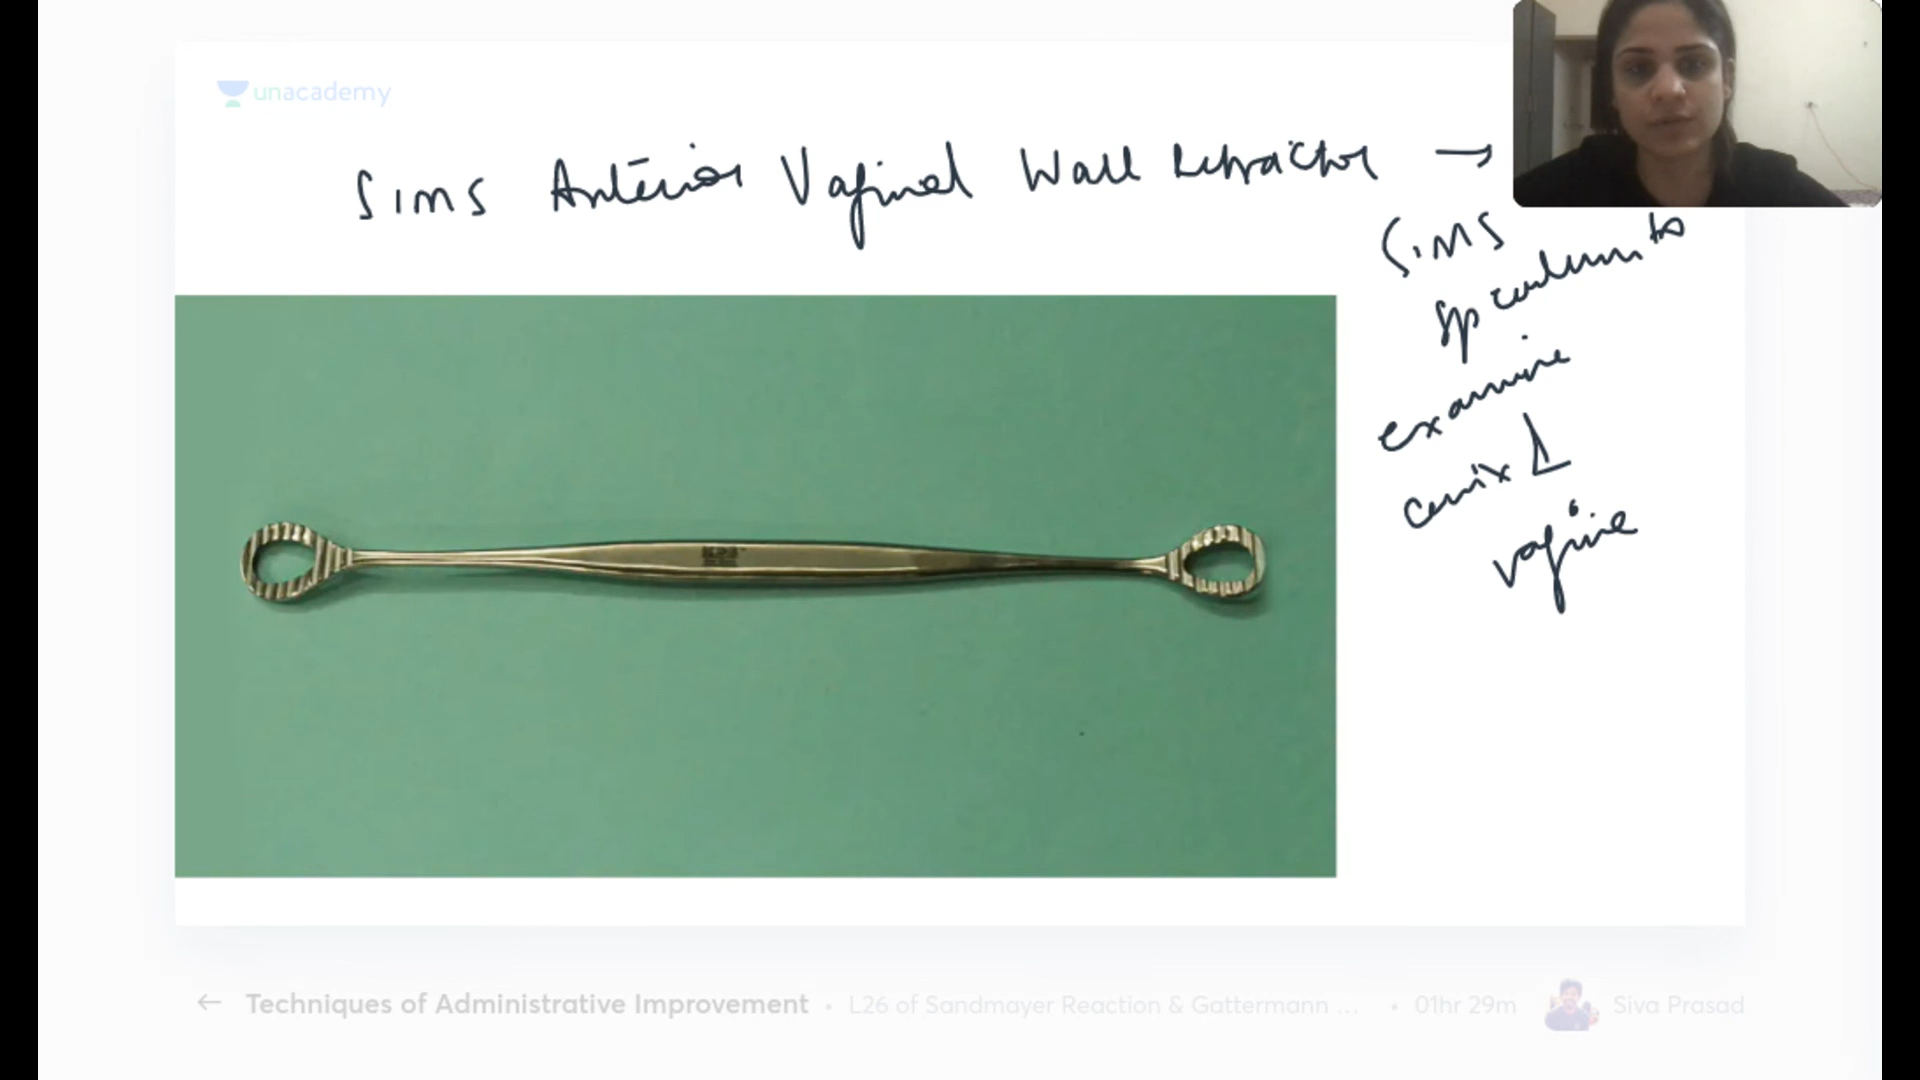 unacademy
Sims Anterior Vaginal Wall Retractor →
Sims
Speculum to
examine
cervix &
vagina
← Techniques of Administrative Improvement • L26 of Sandmayer Reaction & Gattermann ... • 01hr 29m Siva Prasad